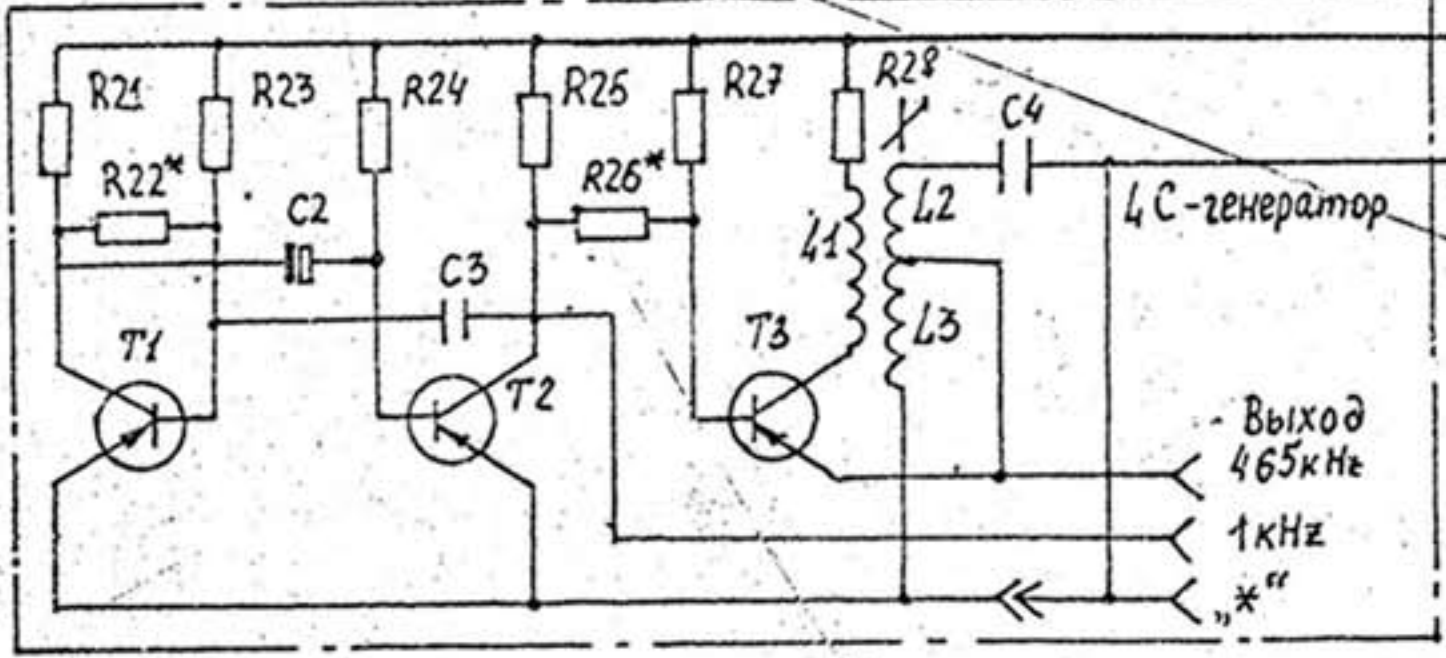 R21
R23
R24
R25
R27
R28
C4
R22*
C2
R26*
L1
L2
LC-генератор
C3
T1
T2
T3
L3
Выход
465кHz
1кHz
„*“